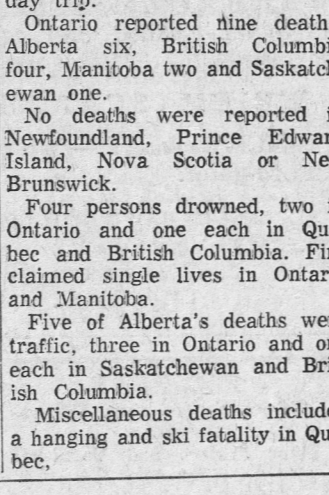 day trip.
Ontario reported nine death
Alberta six, British Columbi
four, Manitoba two and Saskatc
ewan one.
No deaths were reported i
Newfoundland, Prince Edwar
Island, Nova Scotia or Ne
Brunswick.
Four persons drowned, two i
Ontario and one each in Que
bec and British Columbia. Fir
claimed single lives in Ontar
and Manitoba.
Five of Alberta's deaths we
traffic, three in Ontario and o
each in Saskatchewan and Bri
ish Columbia.
Miscellaneous deaths include
a hanging and ski fatality in Qu
bec,